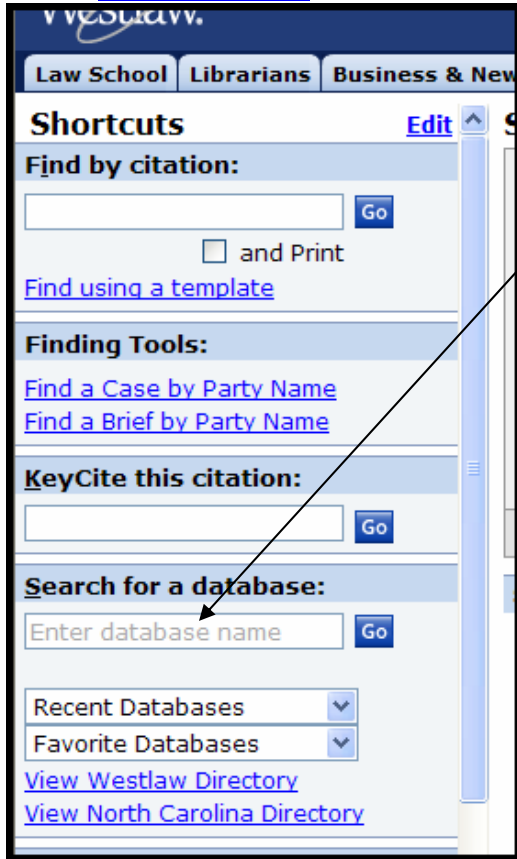 Westlaw.
Law School Librarians Business & New
Shortcuts Edit
Find by citation:
Go
and Print
Find using a template
Finding Tools:
Find a Case by Party Name
Find a Brief by Party Name
KeyCite this citation:
Go
Search for a database:
Enter database name Go
Recent Databases
Favorite Databases
View Westlaw Directory
View North Carolina Directory